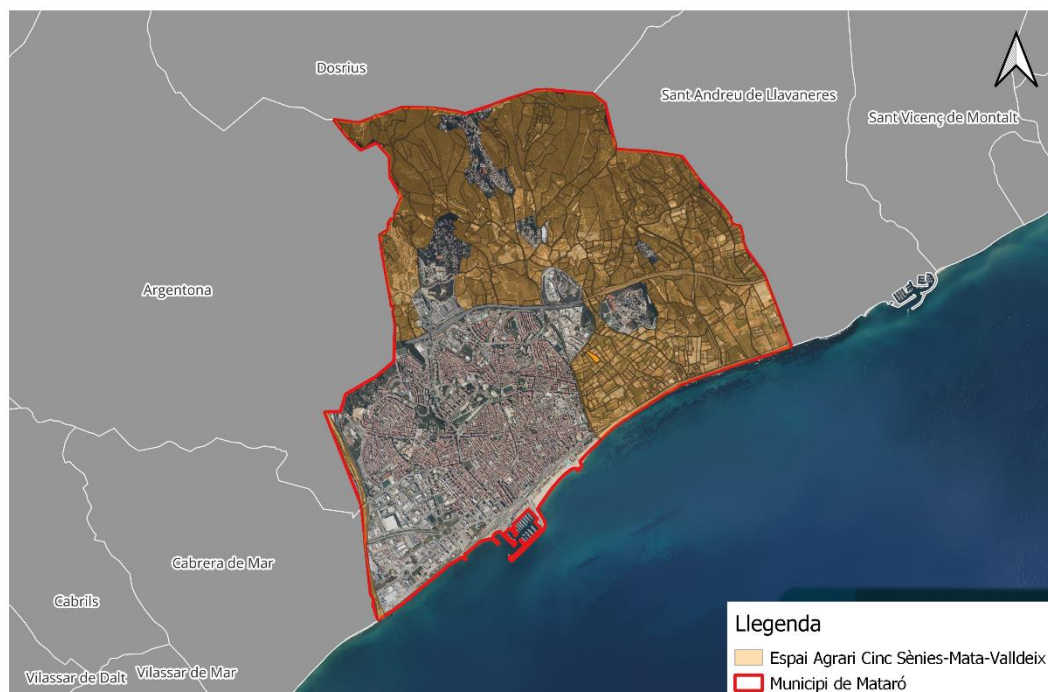 Dosrius
Sant Andreu de Llavaneres
Sant Vicenç de Montalt
Argentona
Cabrera de Mar
Cabrils
Vilassar de Dalt
Vilassar de Mar
Llegenda
Espai Agrari Cinc Sènies-Mata-Valldeix
Municipi de Mataró